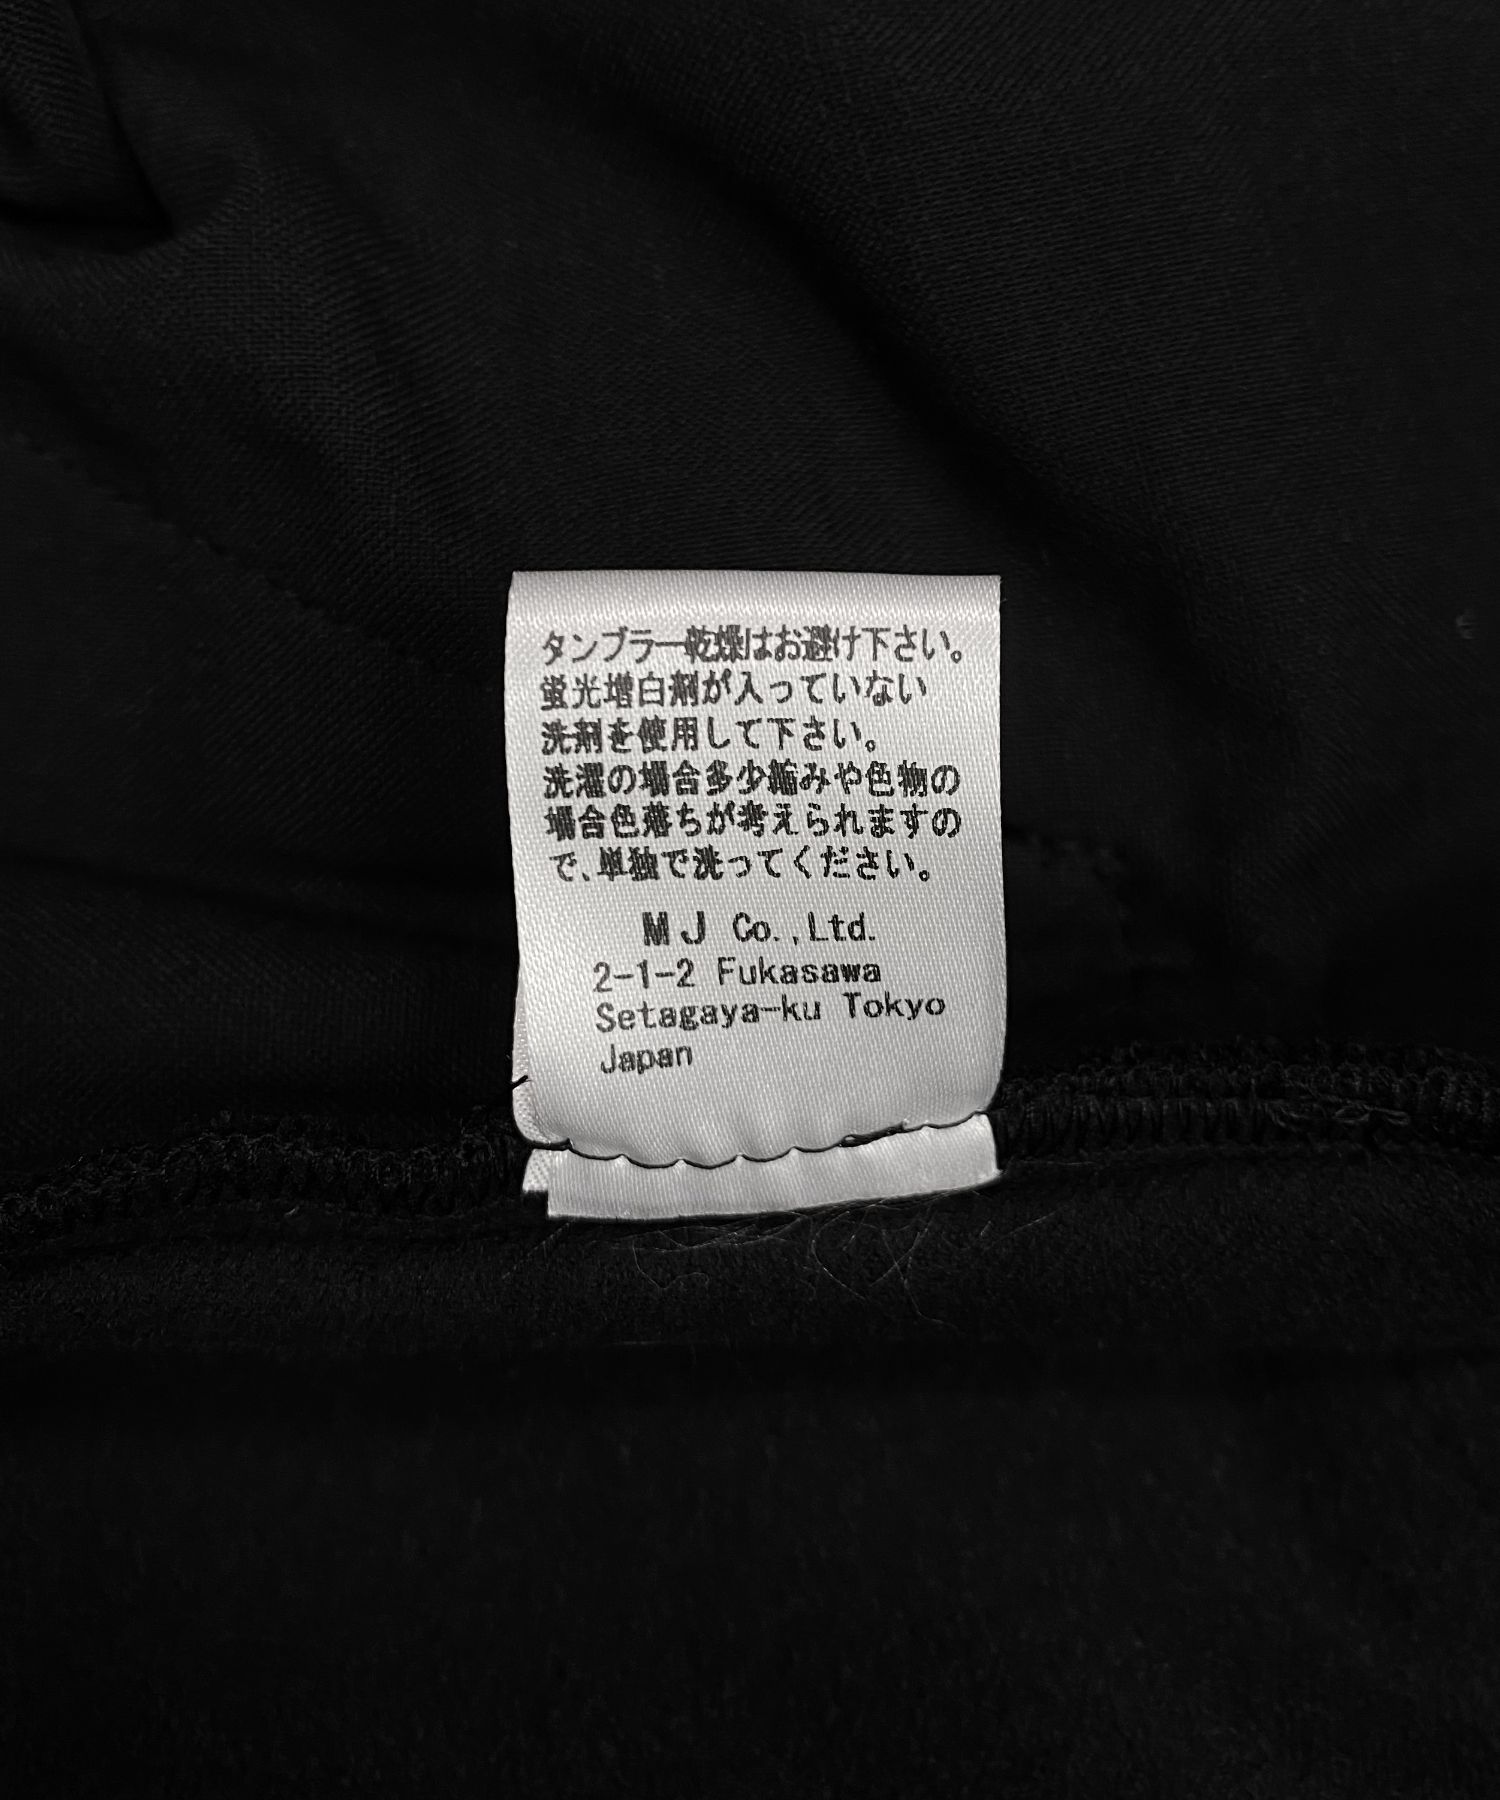 タンブラー乾燥はお避け下さい。
蛍光増白剤が入っていない
洗剤を使用して下さい。
洗濯の場合多少縮みや色物の
場合色落ちが考えられますの
で、単独で洗ってください。
MJ Co.,Ltd.
2-1-2 Fukasawa
Setagaya-ku Tokyo
Japan